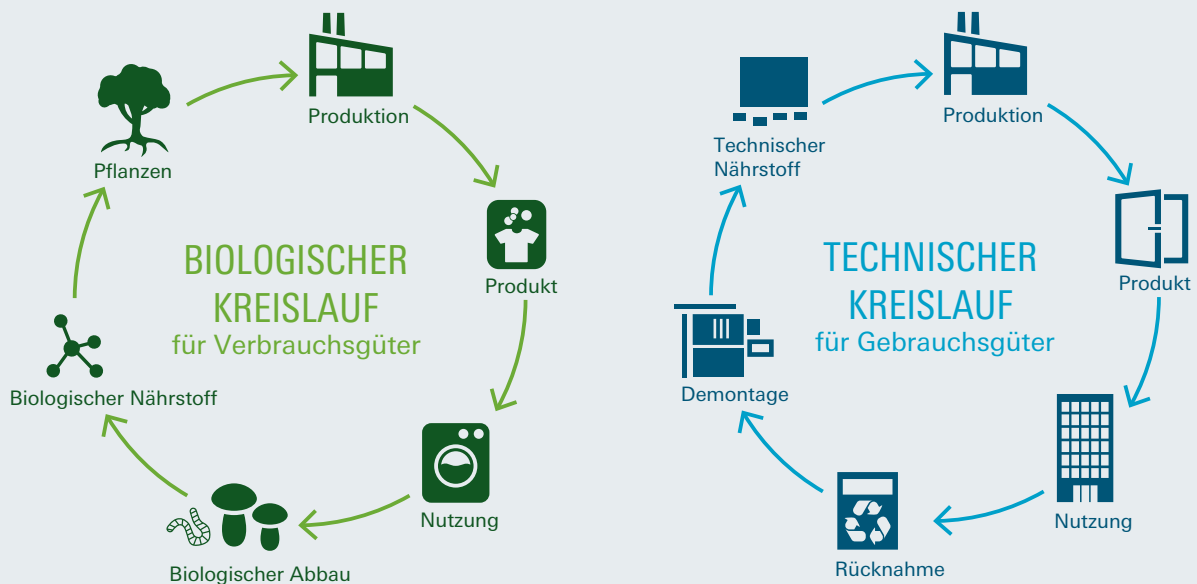 Produktion
Pflanzen
BIOLOGISCHER
KREISLAUF
für Verbrauchsgüter
Produkt
Biologischer Nährstoff
Nutzung
Biologischer Abbau
Produktion
Technischer
Nährstoff
TECHNISCHER
KREISLAUF
für Gebrauchsgüter
Produkt
Demontage
Nutzung
Rücknahme